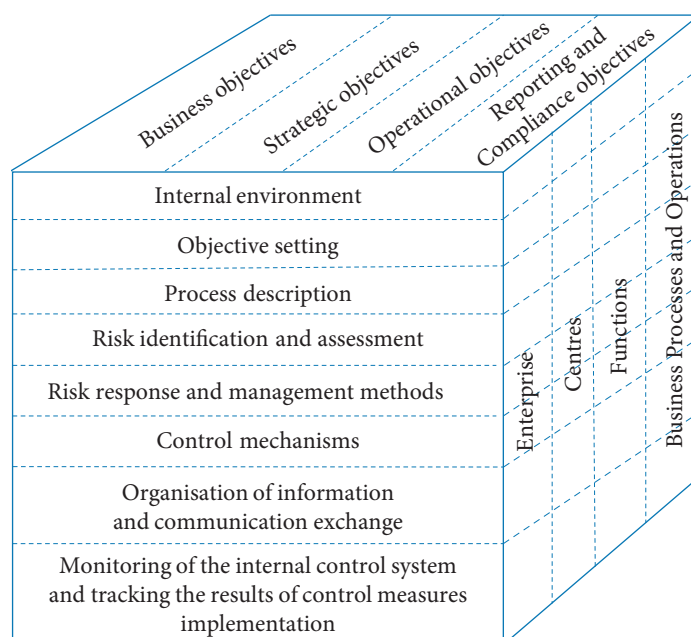 Business objectives
Strategic objectives
Operational objectives
Reporting and
Compliance objectives
Internal environment
Objective setting
Process description
Risk identification and assessment
Risk response and management methods
Control mechanisms
Organisation of information
and communication exchange
Monitoring of the internal control system
and tracking the results of control measures
implementation
Enterprise
Centres
Functions
Business Processes and Operations